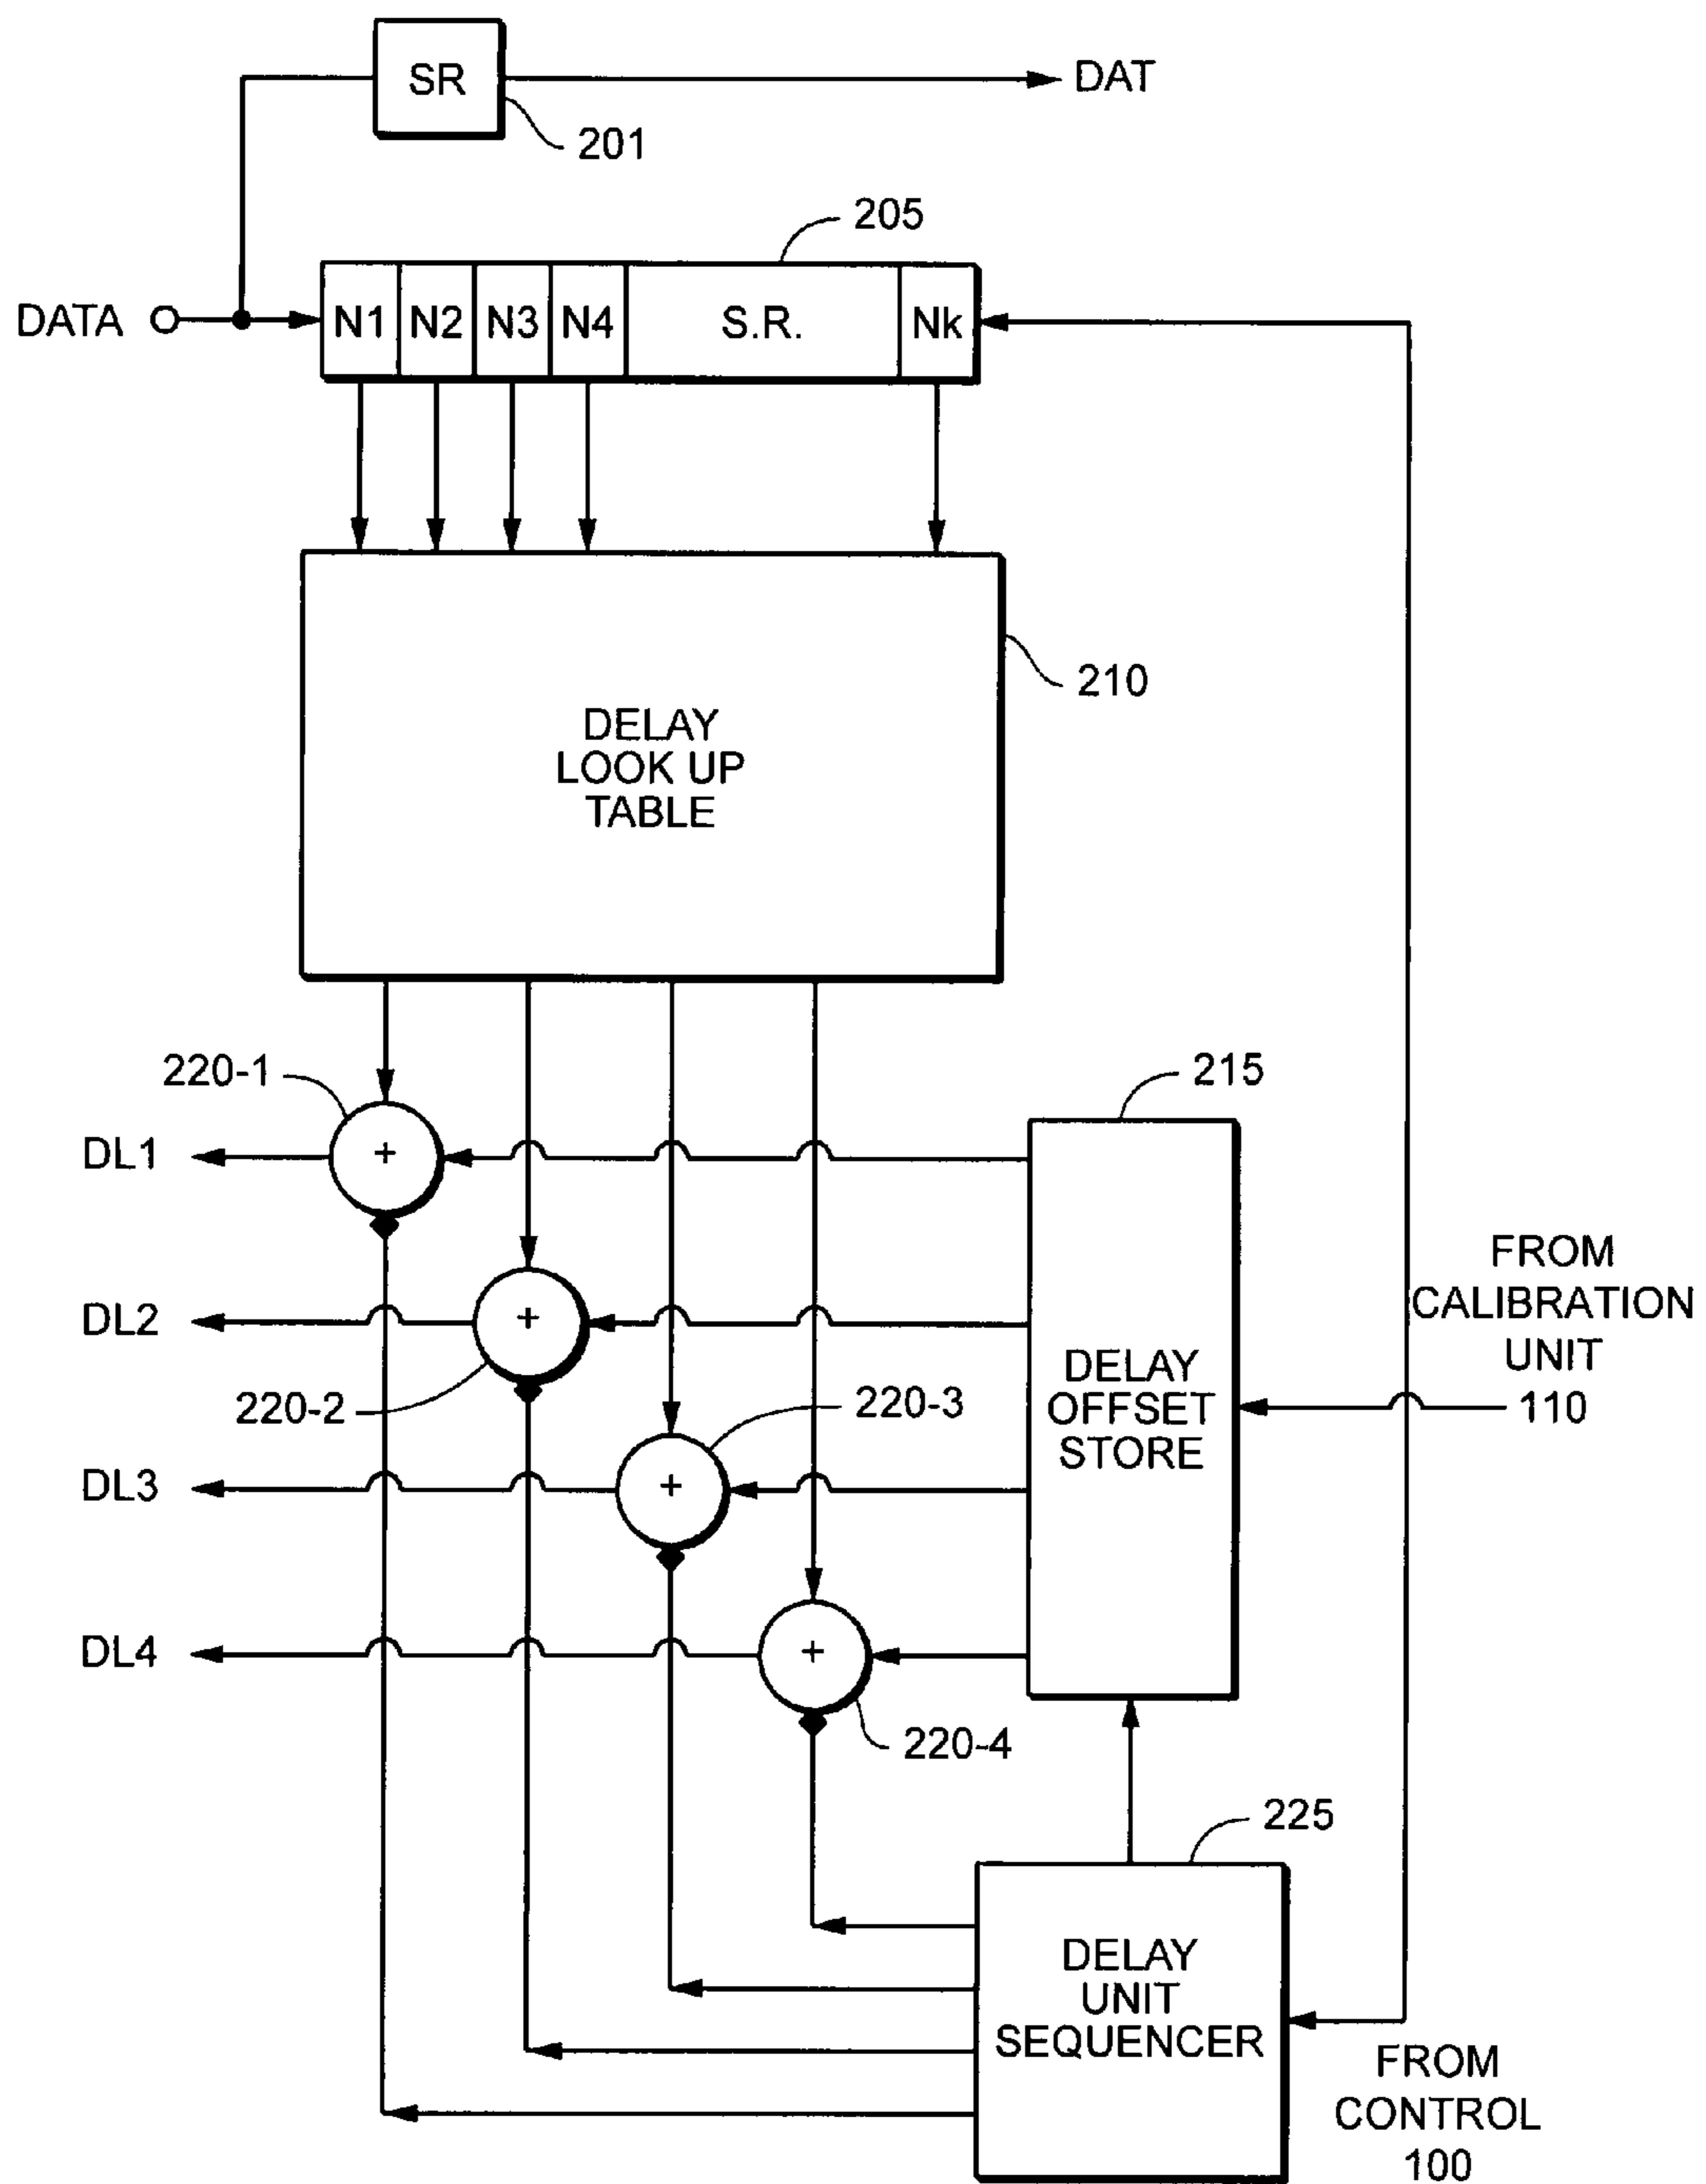 SR
DAT
201
205
DATA
N1 N2 N3 N4 S.R. Nk
210
DELAY
LOOK UP
TABLE
220-1
215
DL1
+
FROM
CALIBRATION
UNIT
110
DL2
+
220-2
DELAY
OFFSET
STORE
220-3
DL3
+
DL4
+
220-4
225
DELAY
UNIT
SEQUENCER
FROM
CONTROL
100